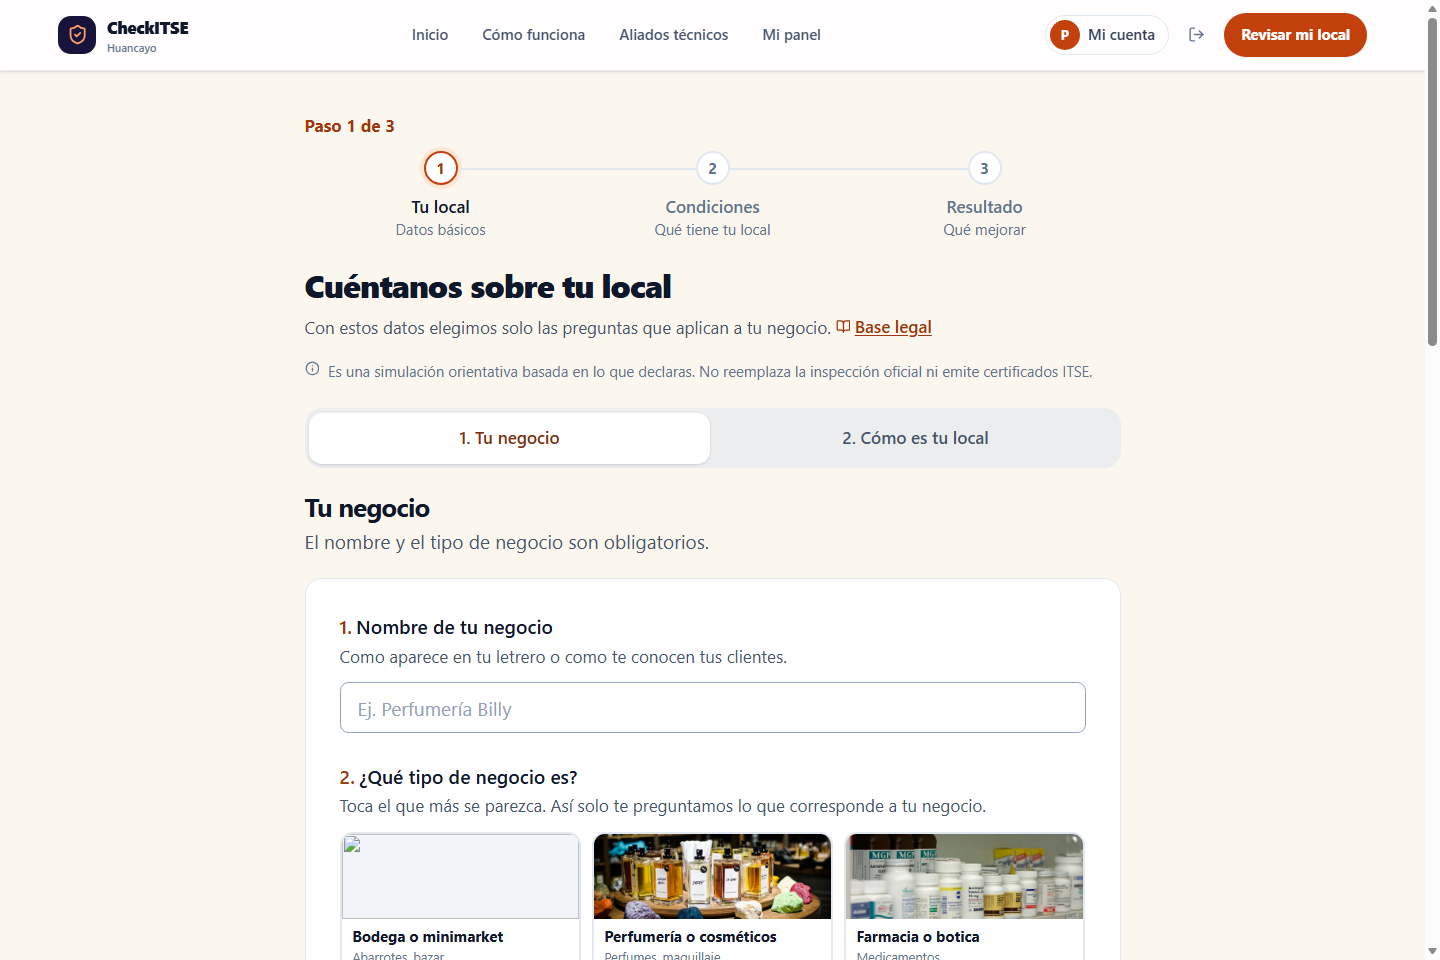 CheckITSE
Huancayo
Inicio
Cómo funciona
Aliados técnicos
Mi panel
P
Mi cuenta
Revisar mi local
Paso 1 de 3
1
2
3
Tu local
Condiciones
Resultado
Datos básicos
Qué tiene tu local
Qué mejorar
Cuéntanos sobre tu local
Con estos datos elegimos solo las preguntas que aplican a tu negocio. Base legal
Es una simulación orientativa basada en lo que declaras. No reemplaza la inspección oficial ni emite certificados ITSE.
1. Tu negocio
2. Cómo es tu local
Tu negocio
El nombre y el tipo de negocio son obligatorios.
1. Nombre de tu negocio
Como aparece en tu letrero o como te conocen tus clientes.
Ej. Perfumería Billy
2. ¿Qué tipo de negocio es?
Toca el que más se parezca. Así solo te preguntamos lo que corresponde a tu negocio.
Bodega o minimarket
Perfumería o cosméticos
Farmacia o botica
Abarrotes, bazar
Perfumes, maquillaje
Medicamentos